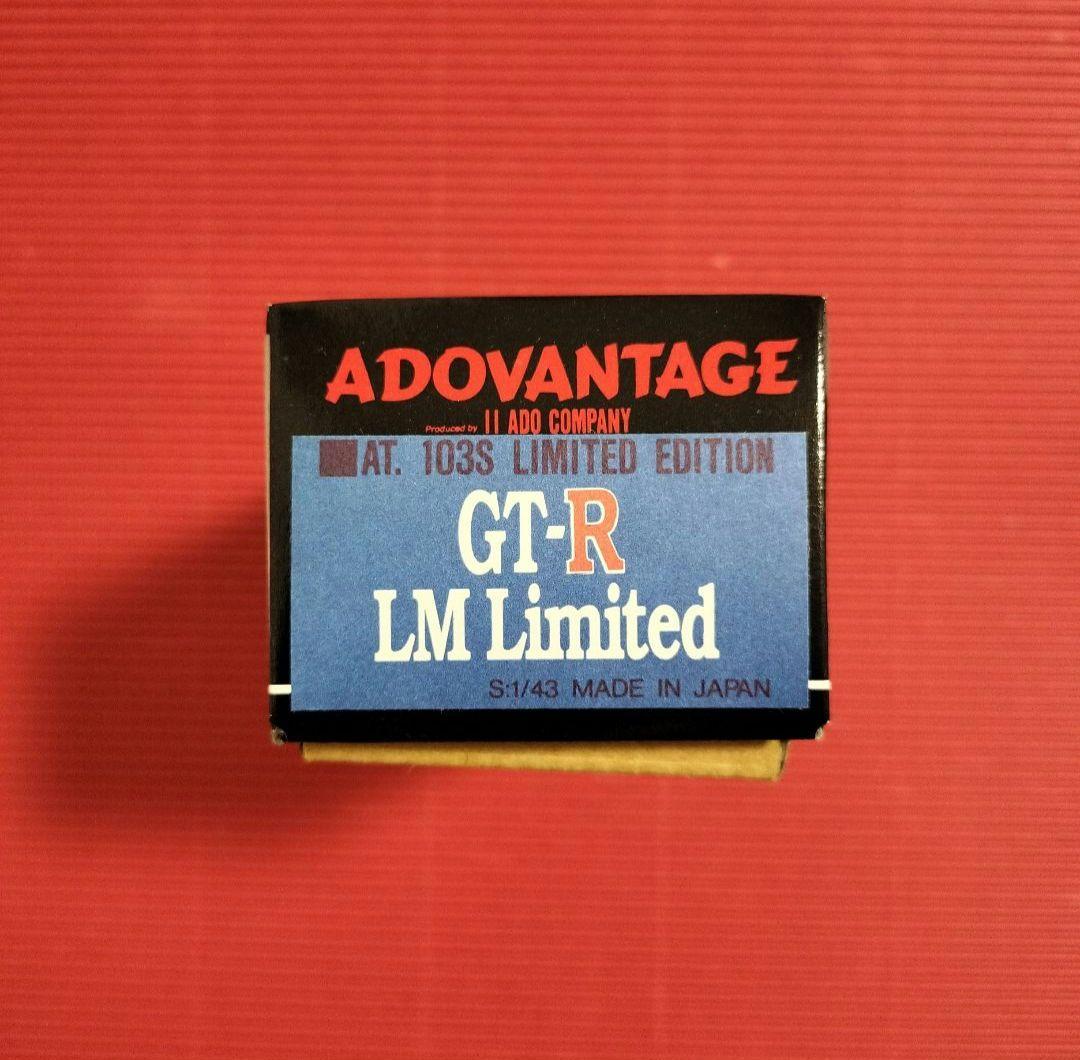 ADOVANTAGE
Produced by II ADO COMPANY
AT. 103S LIMITED EDITION
GT-R
LM Limited
S:1/43 MADE IN JAPAN